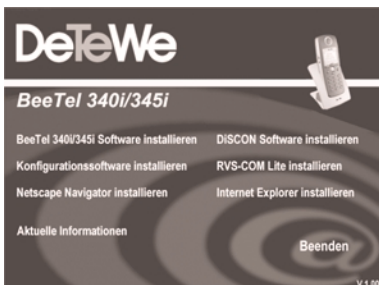 DeTeWe
BeeTel 340i/345i
BeeTel 340i/345i Software installieren
DiSCON Software installieren
Konfigurationssoftware installieren
RVS-COM Lite installieren
Netscape Navigator installieren
Internet Explorer installieren
Aktuelle Informationen
Beenden
V 1.00